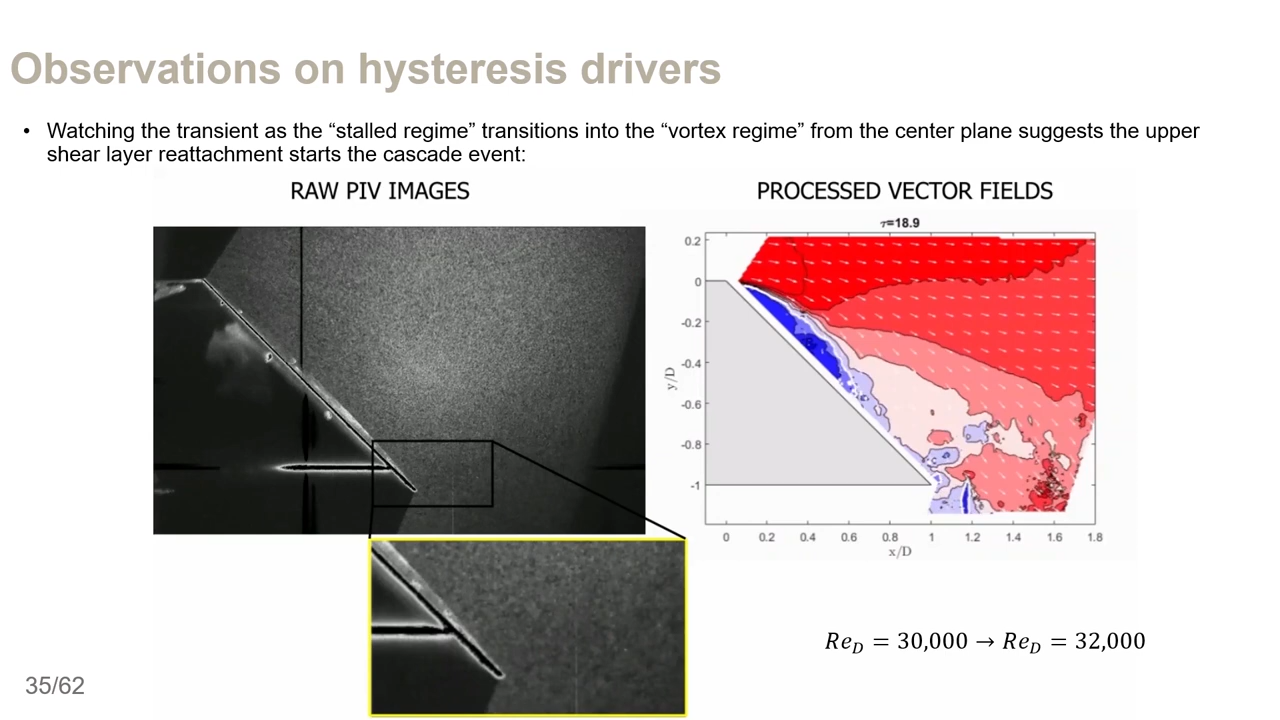 Observations on hysteresis drivers
• Watching the transient as the “stalled regime” transitions into the “vortex regime” from the center plane suggests the upper
shear layer reattachment starts the cascade event:
RAW PIV IMAGES
PROCESSED VECTOR FIELDS
τ=18.9
0.2
0
-0.2
-0.4
-0.6
-0.8
-1
y/D
0 0.2 0.4 0.6 0.8 1 1.2 1.4 1.6 1.8
x/D
Re_D = 30,000 → Re_D = 32,000
35/62